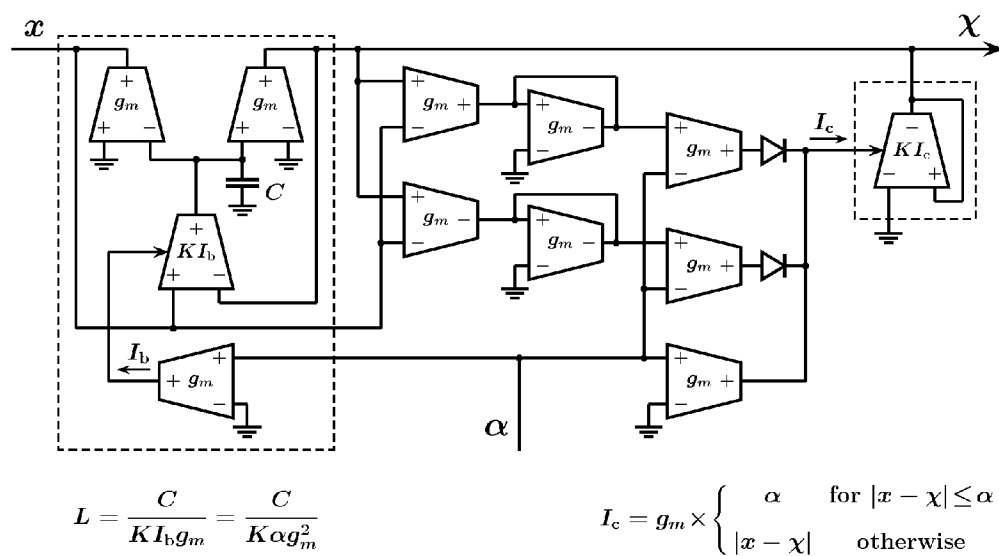 x
χ
+
+
g_m
g_m
+ −
+ −
C
+
KI_b
+ −
I_b
+ g_m + −
α
+
g_m +
−
+
g_m −
−
+
g_m −
−
+
g_m −
−
+
g_m +
−
+
g_m +
−
+
g_m +
−
I_c
−
KI_c
− +
L = C/(KI_b g_m) = C/(Kαg_m^2)
I_c = g_m × { α for |x − χ| ≤ α
|x − χ| otherwise